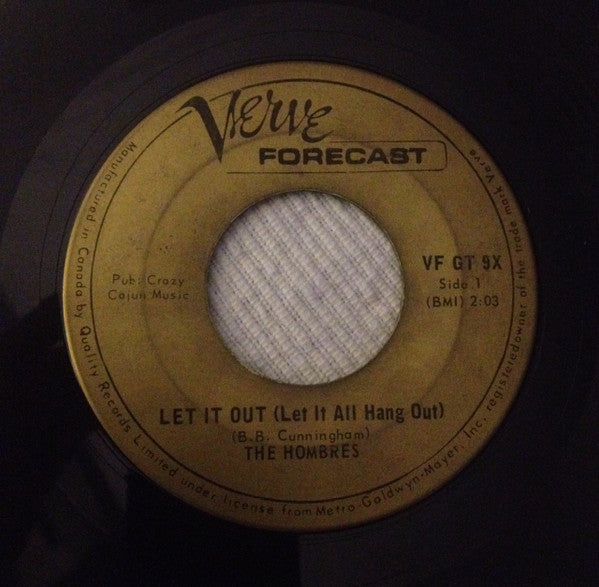 Verve
FORECAST
VF GT 9X
Side 1
(BMI) 2:03
Pub: Crazy
Cajun Music
LET IT OUT (Let It All Hang Out)
(B.B. Cunningham)
THE HOMBRES
Manufactured in Canada by Quality Records Limited under license from Metro-Goldwyn-Mayer, Inc. registered owner of the trade mark Verve